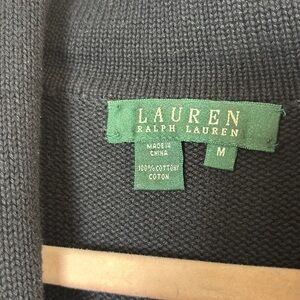 LAUREN
RALPH LAUREN
MADE IN
CHINA
M
100% COTTON/
COTON